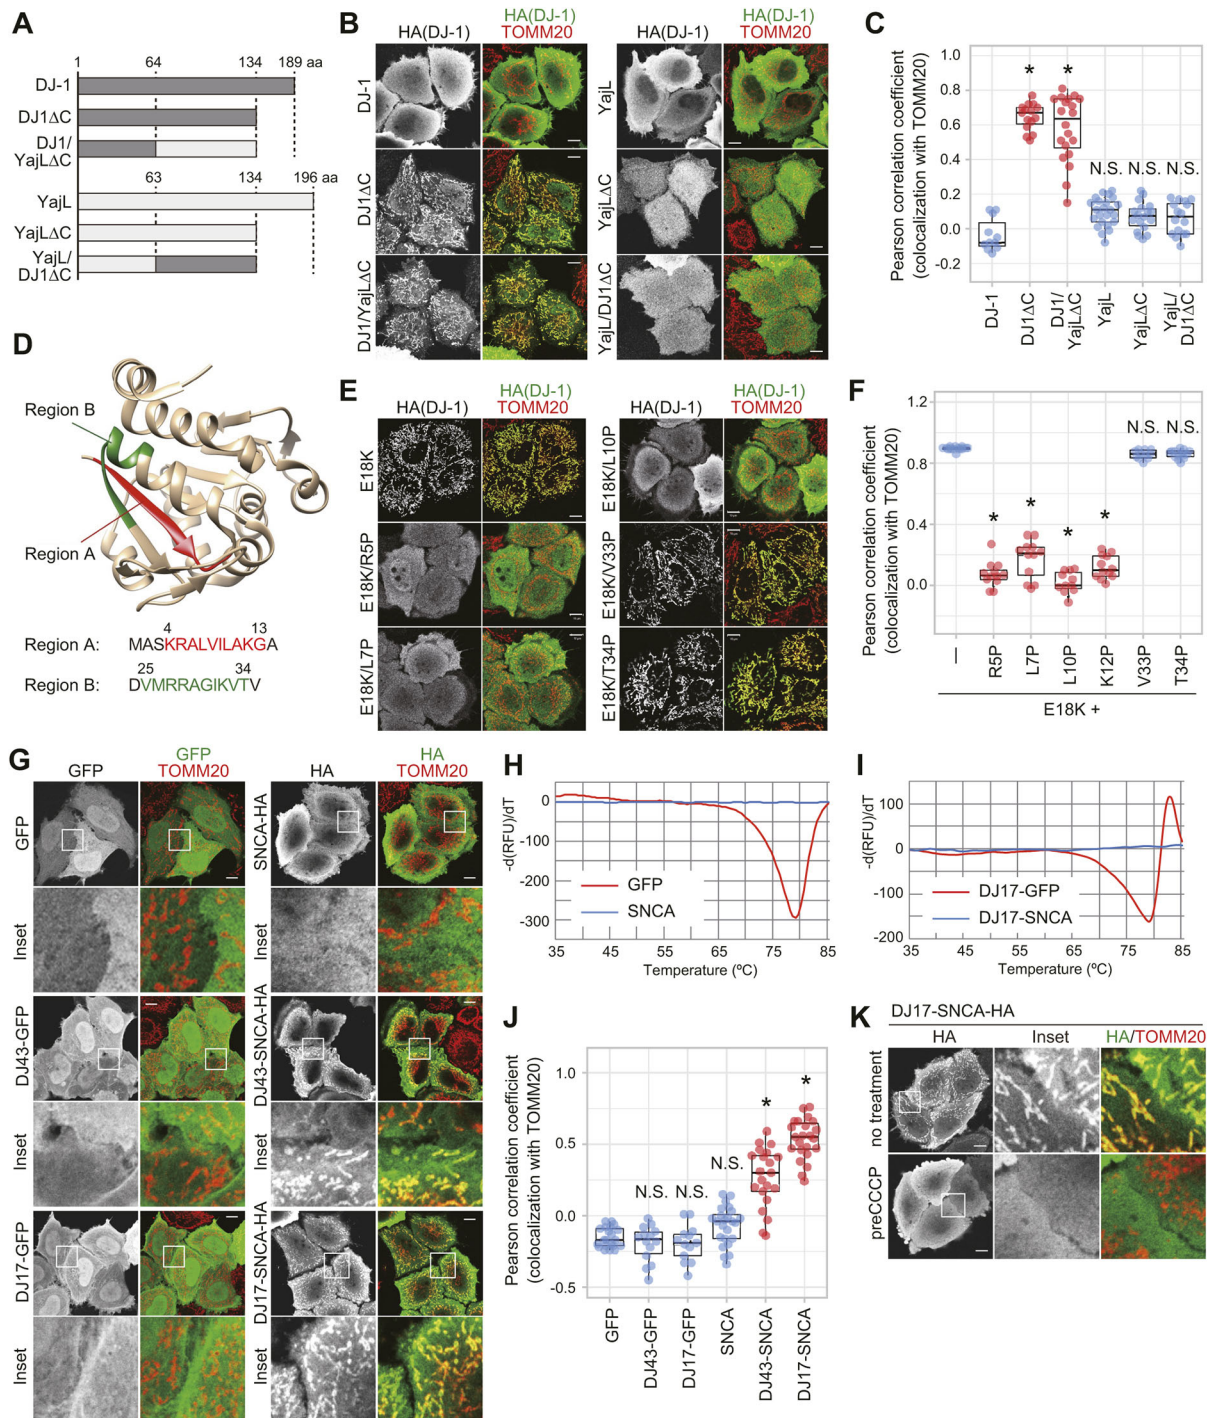 A
1 64 134 189 aa
DJ-1
DJ1ΔC
DJ1/
YajLΔC
63 134 196 aa
YajL
YajLΔC
YajL/
DJ1ΔC
B
HA(DJ-1)
HA(DJ-1)
TOMM20
HA(DJ-1)
HA(DJ-1)
TOMM20
DJ-1
DJ1ΔC
DJ1/YajLΔC
YajL
YajLΔC
YajL/DJ1ΔC
C
Pearson correlation coefficient
(colocalization with TOMM20)
1.0
0.8
0.6
0.4
0.2
0.0
-0.2
* * N.S. N.S. N.S.
DJ-1
DJ1ΔC
DJ1/
YajLΔC
YajL
YajLΔC
YajL/
DJ1ΔC
D
Region B
Region A
4 13
Region A: MASKRALVILAKGA
25 34
Region B: DVMRRAGIKVTV
E
HA(DJ-1)
HA(DJ-1)
TOMM20
HA(DJ-1)
HA(DJ-1)
TOMM20
E18K
E18K/R5P
E18K/L7P
E18K/L10P
E18K/V33P
E18K/T34P
F
Pearson correlation coefficient
(colocalization with TOMM20)
1.2
0.8
0.4
0.0
* * * * N.S. N.S.
–
R5P
L7P
L10P
K12P
V33P
T34P
E18K +
G
GFP
GFP
TOMM20
HA
HA
TOMM20
GFP
Inset
DJ43-GFP
Inset
DJ17-GFP
Inset
SNCA-HA
Inset
DJ43-SNCA-HA
Inset
DJ17-SNCA-HA
Inset
H
-d(RFU)/dT
0
-100
-200
-300
GFP
SNCA
35 45 55 65 75 85
Temperature (ºC)
I
-d(RFU)/dT
100
0
-100
-200
DJ17-GFP
DJ17-SNCA
35 45 55 65 75 85
Temperature (ºC)
J
Pearson correlation coefficient
(colocalization with TOMM20)
1.0
0.5
0.0
-0.5
N.S. N.S. N.S. * *
GFP
DJ43-GFP
DJ17-GFP
SNCA
DJ43-SNCA
DJ17-SNCA
K
DJ17-SNCA-HA
HA Inset HA/TOMM20
no treatment
preCCCP